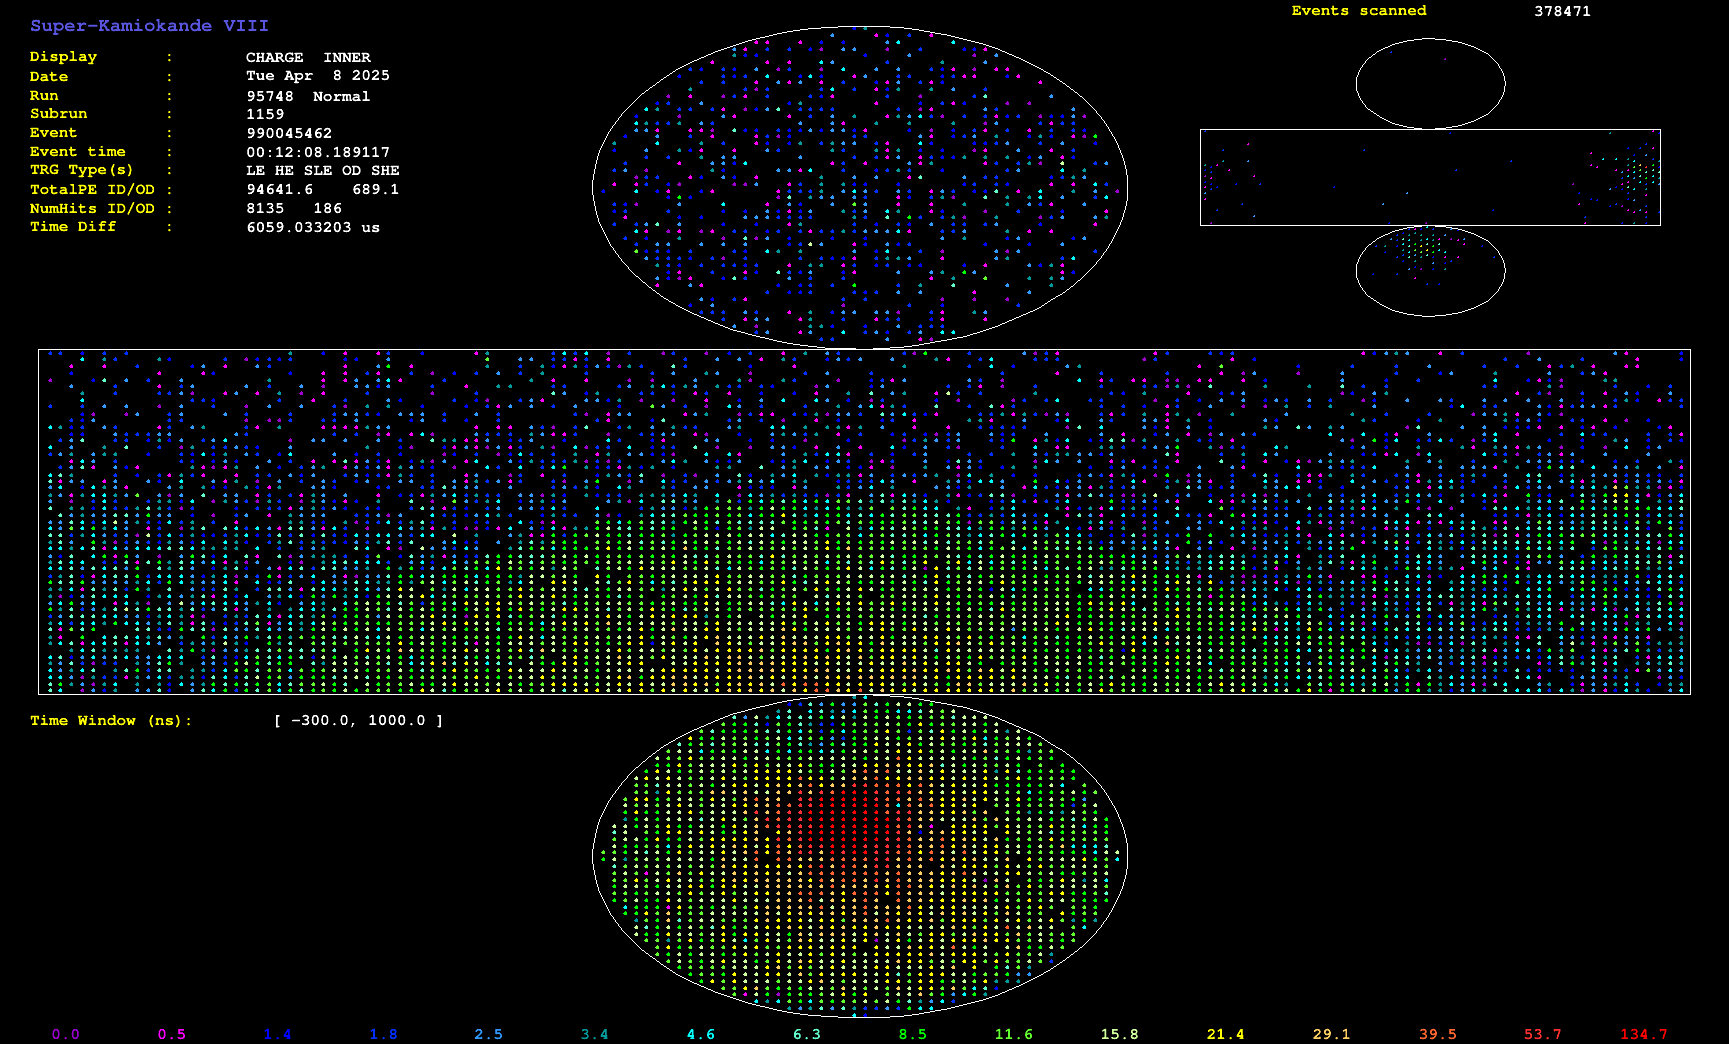 Super-Kamiokande VIII
Events scanned 378471
Display : CHARGE INNER
Date : Tue Apr 8 2025
Run : 95748 Normal
Subrun : 1159
Event : 990045462
Event time : 00:12:08.189117
TRG Type(s) : LE HE SLE OD SHE
TotalPE ID/OD : 94641.6 689.1
NumHits ID/OD : 8135 186
Time Diff : 6059.033203 us
Time Window (ns): [ -300.0, 1000.0 ]
0.0 0.5 1.4 1.8 2.5 3.4 4.6 6.3 8.5 11.6 15.8 21.4 29.1 39.5 53.7 134.7